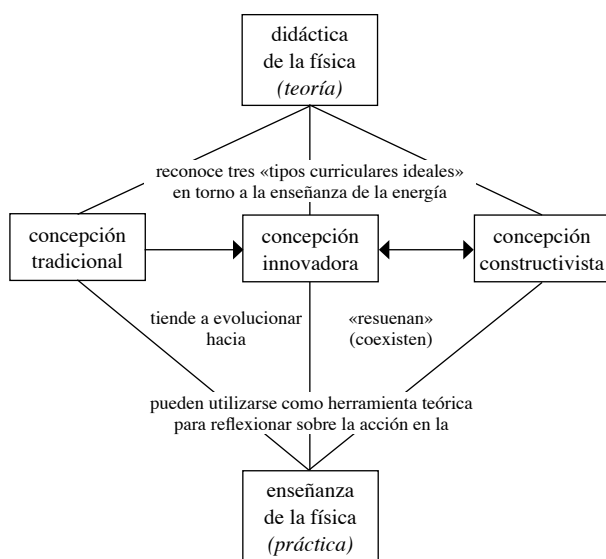 didáctica
de la física
(teoría)
reconoce tres «tipos curriculares ideales»
en torno a la enseñanza de la energía
concepción
tradicional
concepción
innovadora
concepción
constructivista
tiende a evolucionar
hacia
«resuenan»
(coexisten)
pueden utilizarse como herramienta teórica
para reflexionar sobre la acción en la
enseñanza
de la física
(práctica)